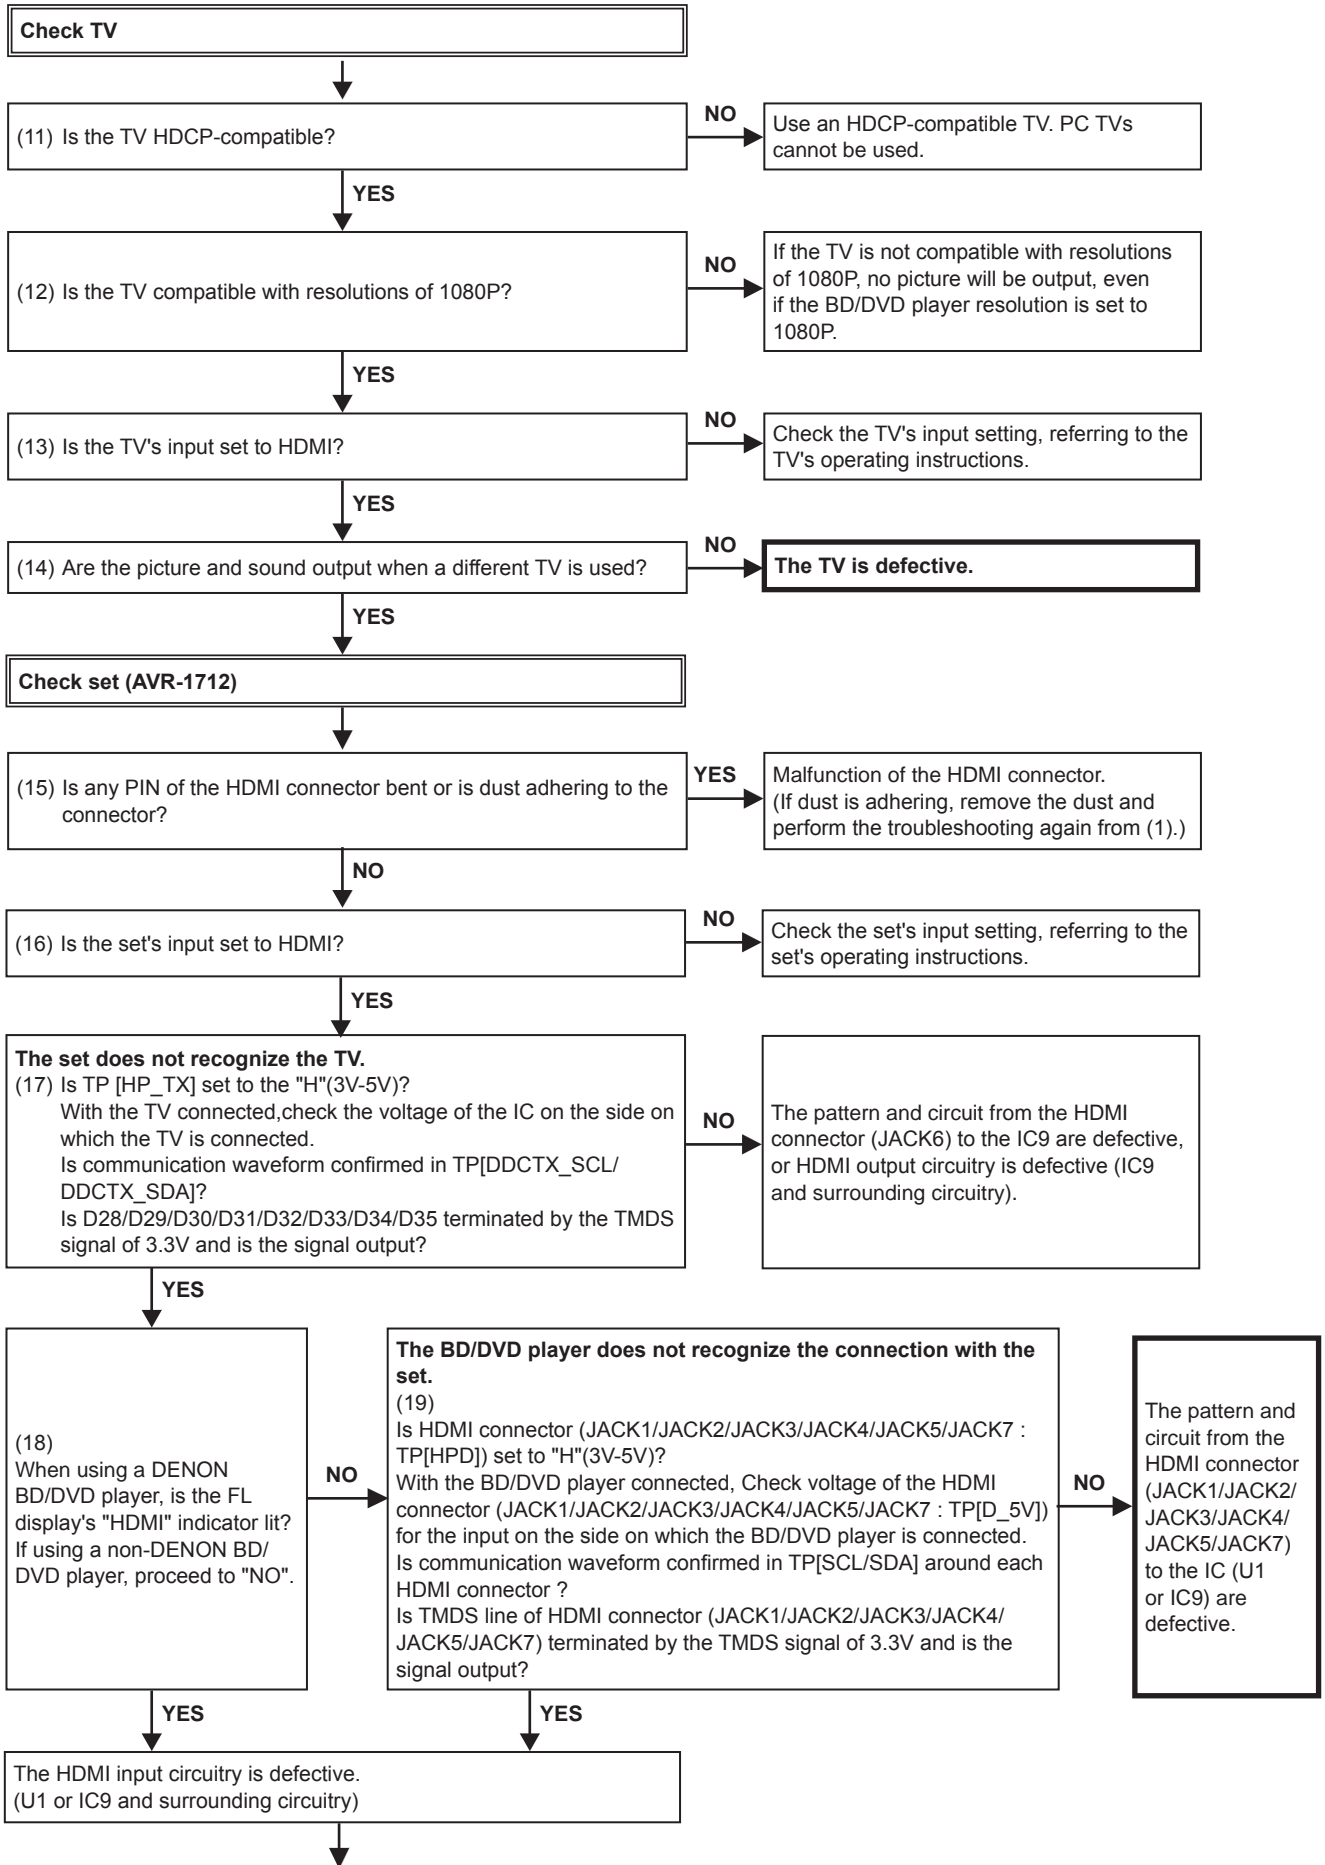 Check TV
(11) Is the TV HDCP-compatible?
NO
Use an HDCP-compatible TV. PC TVs
cannot be used.
YES
(12) Is the TV compatible with resolutions of 1080P?
NO
If the TV is not compatible with resolutions
of 1080P, no picture will be output, even
if the BD/DVD player resolution is set to
1080P.
YES
(13) Is the TV's input set to HDMI?
NO
Check the TV's input setting, referring to the
TV's operating instructions.
YES
(14) Are the picture and sound output when a different TV is used?
NO
The TV is defective.
YES
Check set (AVR-1712)
(15) Is any PIN of the HDMI connector bent or is dust adhering to the
connector?
YES
Malfunction of the HDMI connector.
(If dust is adhering, remove the dust and
perform the troubleshooting again from (1).)
NO
(16) Is the set's input set to HDMI?
NO
Check the set's input setting, referring to the
set's operating instructions.
YES
The set does not recognize the TV.
(17) Is TP [HP_TX] set to the "H"(3V-5V)?
With the TV connected,check the voltage of the IC on the side on
which the TV is connected.
Is communication waveform confirmed in TP[DDCTX_SCL/
DDCTX_SDA]?
Is D28/D29/D30/D31/D32/D33/D34/D35 terminated by the TMDS
signal of 3.3V and is the signal output?
NO
The pattern and circuit from the HDMI
connector (JACK6) to the IC9 are defective,
or HDMI output circuitry is defective (IC9
and surrounding circuitry).
YES
(18)
When using a DENON
BD/DVD player, is the FL
display's "HDMI" indicator lit?
If using a non-DENON BD/
DVD player, proceed to "NO".
NO
The BD/DVD player does not recognize the connection with the
set.
(19)
Is HDMI connector (JACK1/JACK2/JACK3/JACK4/JACK5/JACK7 :
TP[HPD]) set to "H"(3V-5V)?
With the BD/DVD player connected, Check voltage of the HDMI
connector (JACK1/JACK2/JACK3/JACK4/JACK5/JACK7 : TP[D_5V])
for the input on the side on which the BD/DVD player is connected.
Is communication waveform confirmed in TP[SCL/SDA] around each
HDMI connector ?
Is TMDS line of HDMI connector (JACK1/JACK2/JACK3/JACK4/
JACK5/JACK7) terminated by the TMDS signal of 3.3V and is the
signal output?
NO
The pattern and
circuit from the
HDMI connector
(JACK1/JACK2/
JACK3/JACK4/
JACK5/JACK7)
to the IC (U1
or IC9) are
defective.
YES
YES
The HDMI input circuitry is defective.
(U1 or IC9 and surrounding circuitry)